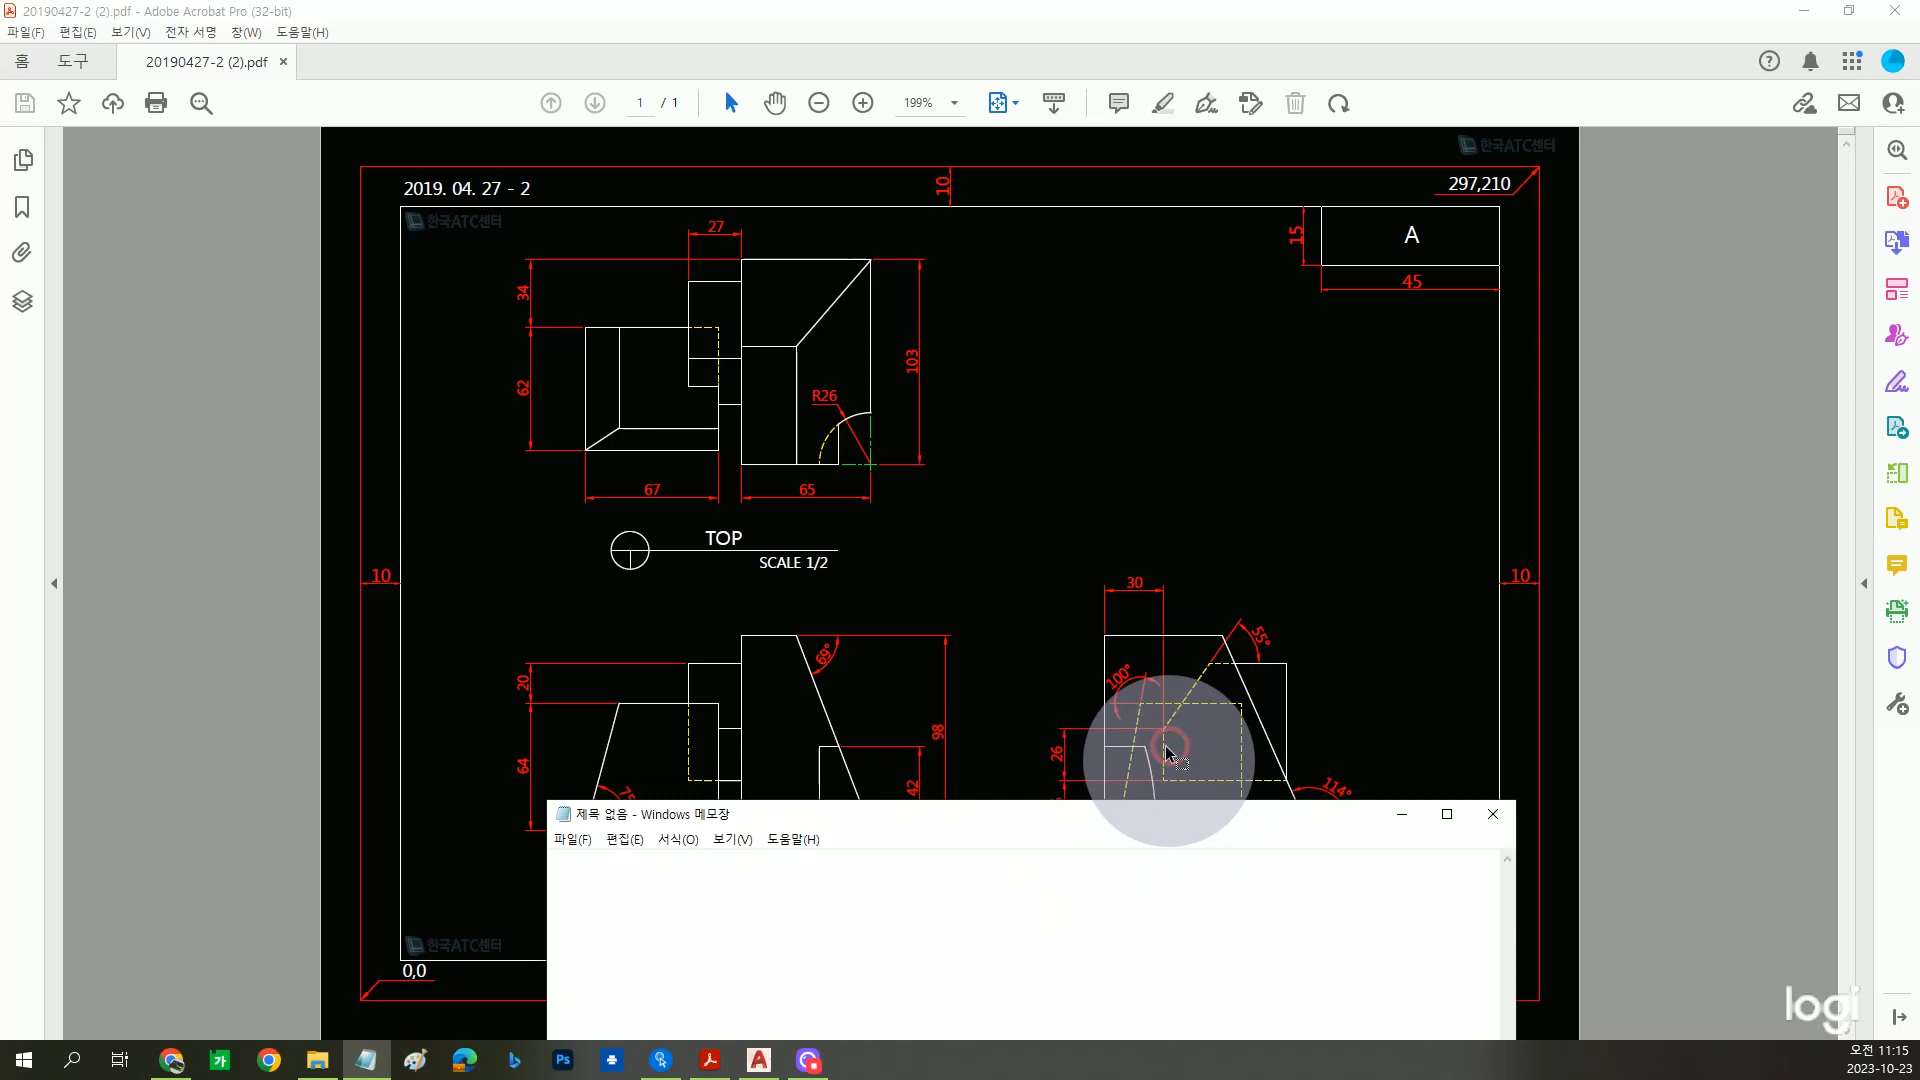 20190427-2 (2).pdf - Adobe Acrobat Pro (32-bit)
파일(F) 편집(E) 보기(V) 전자 서명 창(W) 도움말(H)
홈 도구 20190427-2 (2).pdf ×
1 / 1 199%
한국ATC센터
2019. 04. 27 - 2
10
297,210
한국ATC센터
27
15
A
45
34
62
103
R26
67
65
TOP
SCALE 1/2
10
10
30
69°
55°
100°
20
98
26
64
42
114°
제목 없음 - Windows 메모장
파일(F) 편집(E) 서식(O) 보기(V) 도움말(H)
한국ATC센터
0,0
logi
가
Ps
오전 11:15
2023-10-23